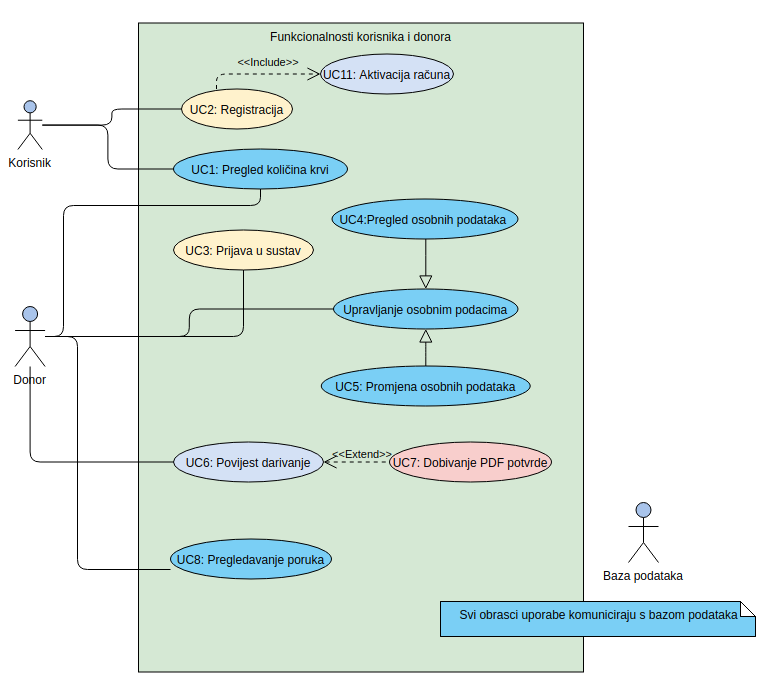 Funkcionalnosti korisnika i donora
<<Include>>
UC11: Aktivacija računa
UC2: Registracija
Korisnik
UC1: Pregled količina krvi
UC4:Pregled osobnih podataka
UC3: Prijava u sustav
Upravljanje osobnim podacima
Donor
UC5: Promjena osobnih podataka
<<Extend>>
UC6: Povijest darivanje
UC7: Dobivanje PDF potvrde
UC8: Pregledavanje poruka
Baza podataka
Svi obrasci uporabe komuniciraju s bazom podataka